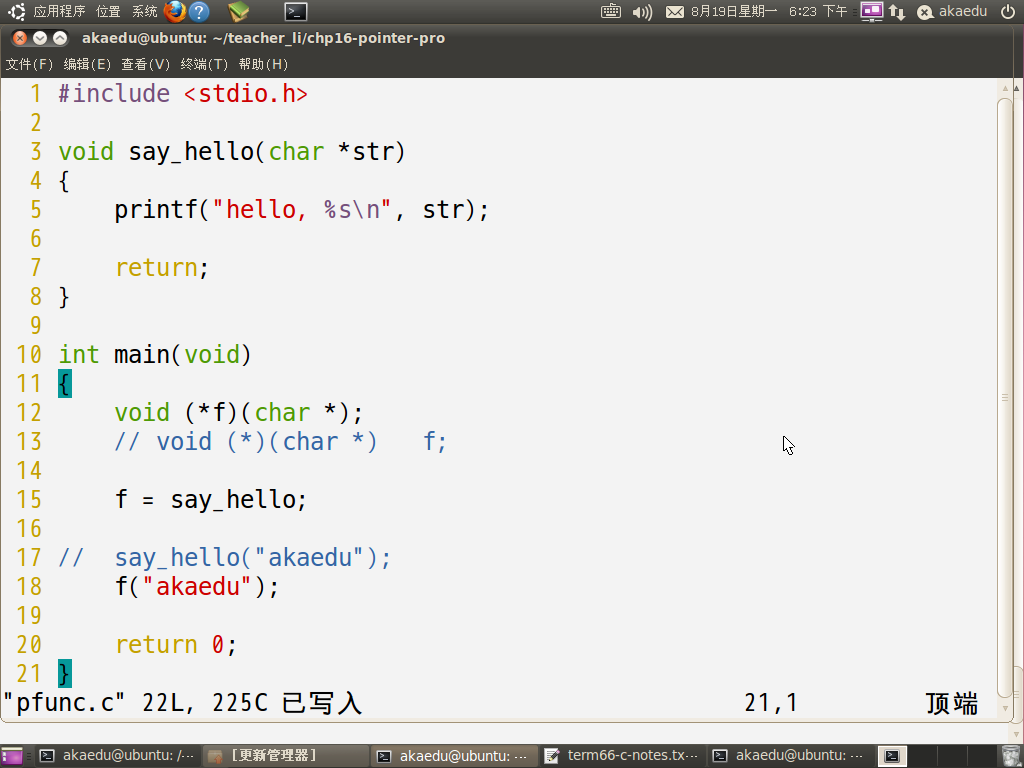 应用程序 位置 系统 8月19日星期一 6:23 下午 akaedu
akaedu@ubuntu: ~/teacher_li/chp16-pointer-pro
文件(F) 编辑(E) 查看(V) 终端(T) 帮助(H)
1 #include <stdio.h>
2
3 void say_hello(char *str)
4 {
5     printf("hello, %s\n", str);
6
7     return;
8 }
9
10 int main(void)
11 {
12     void (*f)(char *);
13     // void (*)(char *)   f;
14
15     f = say_hello;
16
17 //  say_hello("akaedu");
18     f("akaedu");
19
20     return 0;
21 }
"pfunc.c" 22L, 225C 已写入 21,1 顶端
akaedu@ubuntu: /··· [更新管理器] akaedu@ubuntu: ··· term66-c-notes.tx··· akaedu@ubuntu: ···